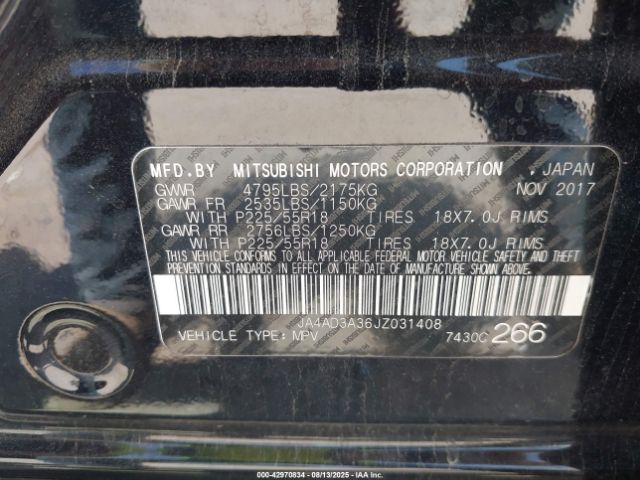 MFD.BY MITSUBISHI MOTORS CORPORATION , JAPAN
GVWR 4795LBS/2175KG NOV 2017
GAWR FR 2535LBS/1150KG
WITH P225/55R18 TIRES 18X7.0J RIMS
GAWR RR 2756LBS/1250KG
WITH P225/55R18 TIRES 18X7.0J RIMS
THIS VEHICLE CONFORMS TO ALL APPLICABLE FEDERAL MOTOR VEHICLE SAFETY AND THEFT
PREVENTION STANDARDS IN EFFECT ON THE DATE OF MANUFACTURE SHOWN ABOVE.
JA4AD3A36JZ031408
VEHICLE TYPE: MPV 7430C 266
000-42970834 - 08/13/2025 - IAAI.COM